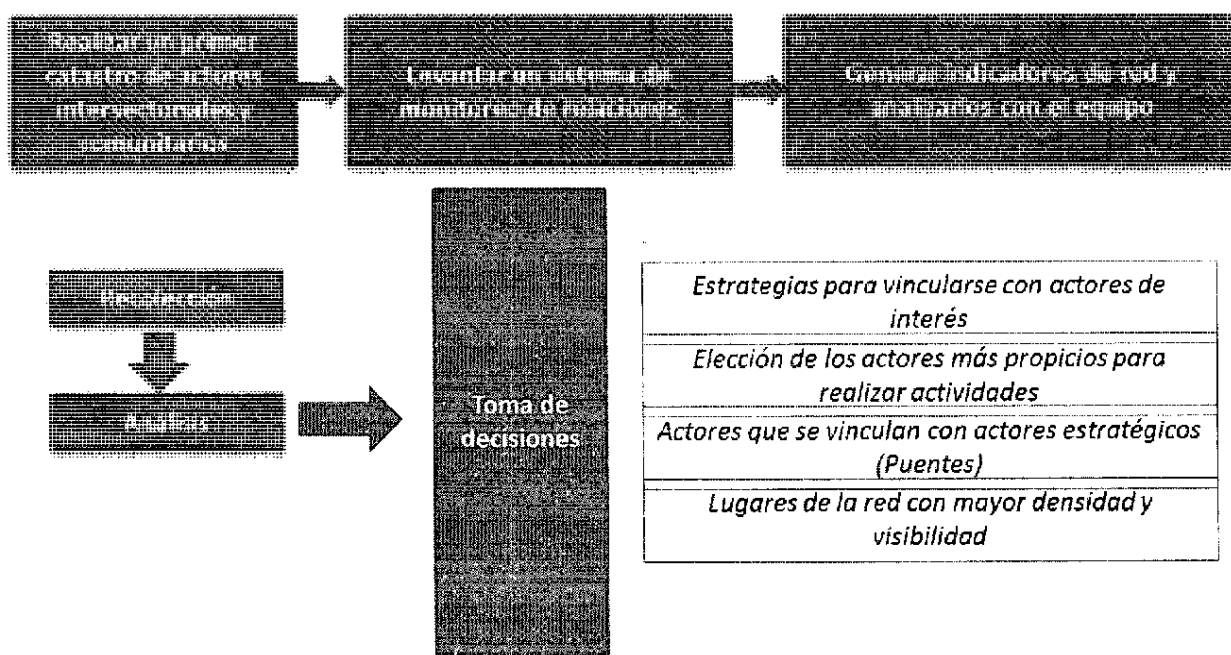 Realizar un primer
catastro de actores
intersectoriales y
comunitarios
Levantar un sistema de
monitoreo de
General indicadores de red y
analizados con el equipo
Recolección
Análisis
Toma de
decisiones
Estrategias para vincularse con actores de
interés
Elección de los actores más propicios para
realizar actividades
Actores que se vinculan con actores estratégicos
(Puentes)
Lugares de la red con mayor densidad y
visibilidad